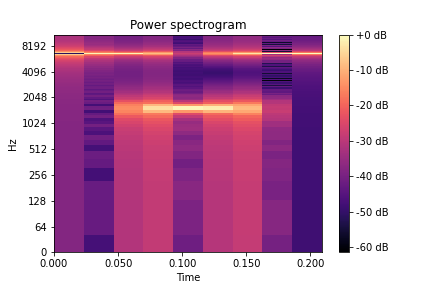 Power spectrogram
Hz
8192
4096
2048
1024
512
256
128
64
0
0.000 0.050 0.100 0.150 0.200
Time
+0 dB
-10 dB
-20 dB
-30 dB
-40 dB
-50 dB
-60 dB